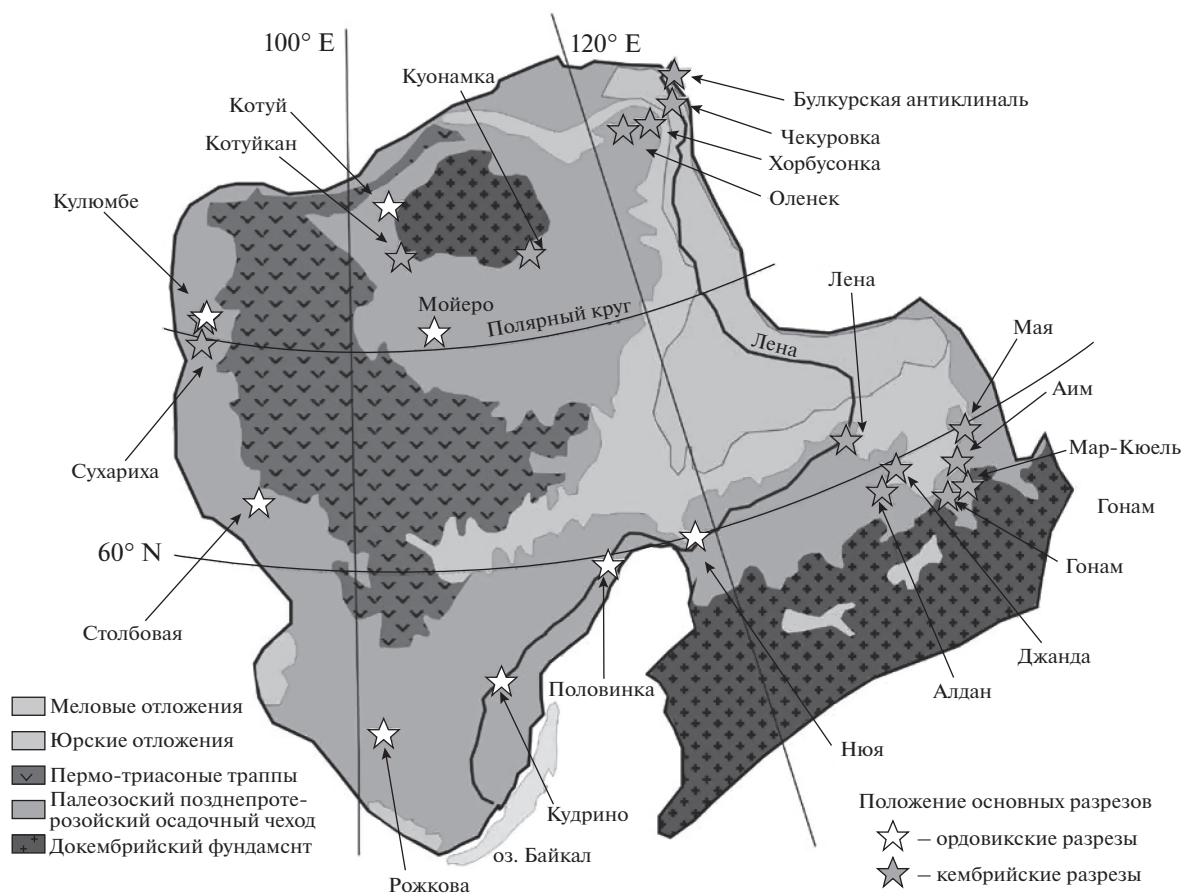 100° E
120° E
Куонамка
Котуй
Котуйкан
Кулюмбе
Булкурская антиклиналь
Чекуровка
Хорбусонка
Оленек
Мойеро
Полярный круг
Лена
Лена
Мая
Аим
Мар-Кюель
Гонам
Гонам
Сухариха
60° N
Столбовая
Джанда
Алдан
Половинка
Нюя
Кудрино
оз. Байкал
Рожкова
Меловые отложения
Юрские отложения
Пермо-триасоные траппы
Палеозоский позднепроте-
розойский осадочный чеход
Докембрийский фундамснт
Положение основных разрезов
– ордовикские разрезы
– кембрийские разрезы